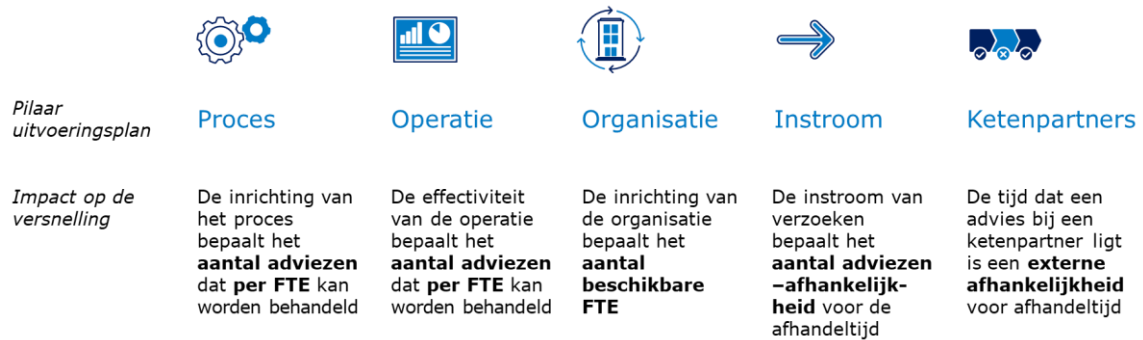 Pilaar
uitvoeringsplan
Proces
Operatie
Organisatie
Instroom
Ketenpartners
Impact op de
versnelling
De inrichting van
het proces
bepaalt het
aantal adviezen
dat per FTE kan
worden behandeld
De effectiviteit
van de operatie
bepaalt het
aantal adviezen
dat per FTE kan
worden behandeld
De inrichting van
de organisatie
bepaalt het
aantal
beschikbare
FTE
De instroom van
verzoeken
bepaalt het
aantal adviezen
–afhankelijk-
heid voor de
afhandeltijd
De tijd dat een
advies bij een
ketenpartner ligt
is een externe
afhankelijkheid
voor afhandeltijd